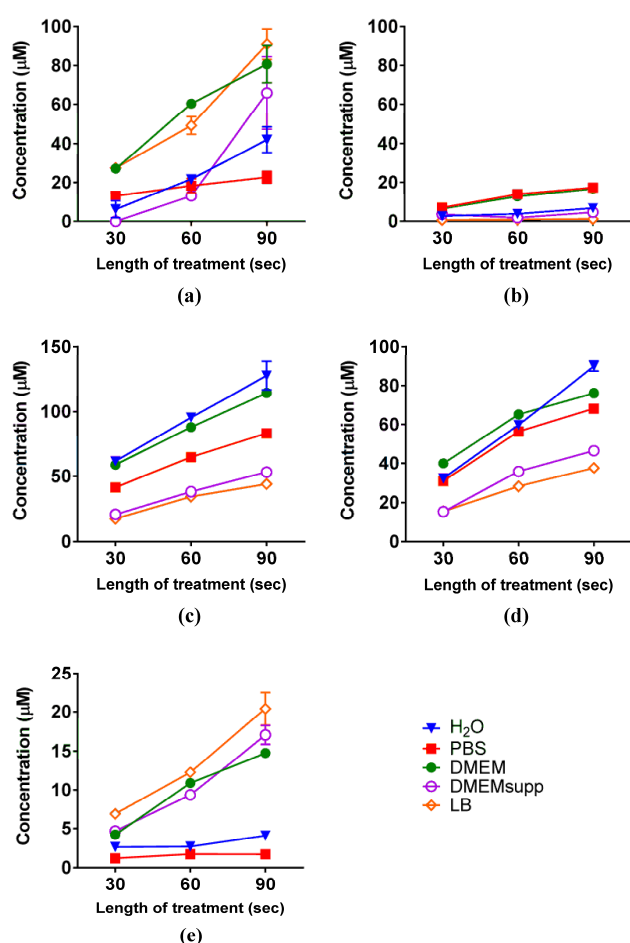 100
80
60
40
20
0
Concentration (µM)
30 60 90
Length of treatment (sec)
(a)
100
80
60
40
20
0
Concentration (µM)
30 60 90
Length of treatment (sec)
(b)
150
100
50
0
Concentration (µM)
30 60 90
Length of treatment (sec)
(c)
100
80
60
40
20
0
Concentration (µM)
30 60 90
Length of treatment (sec)
(d)
25
20
15
10
5
0
Concentration (µM)
30 60 90
Length of treatment (sec)
(e)
H₂O
PBS
DMEM
DMEMsupp
LB